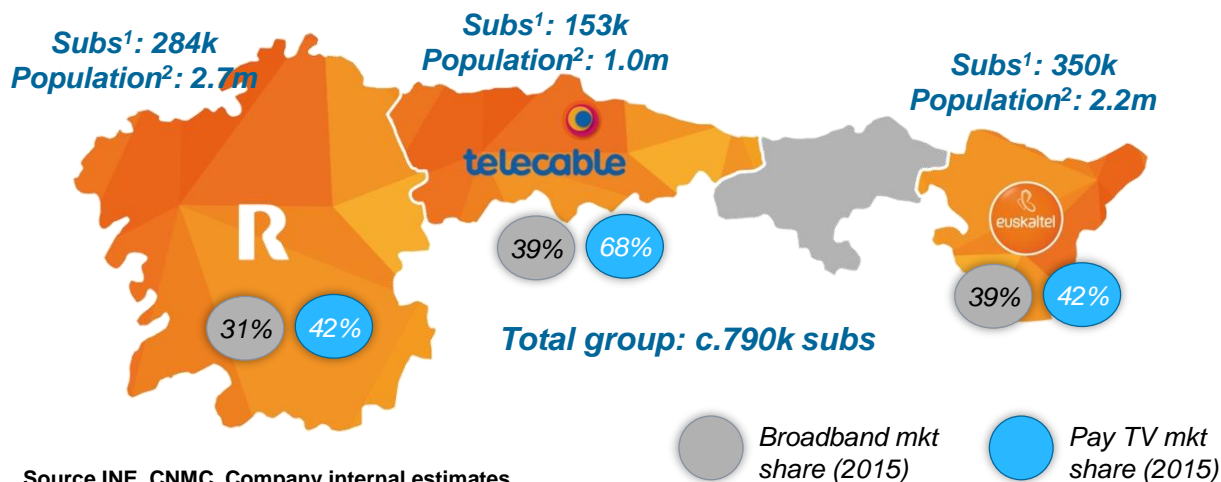 Subs¹: 284k
Population²: 2.7m
Subs¹: 153k
Population²: 1.0m
Subs¹: 350k
Population²: 2.2m
telecable
R
euskaltel
39%
68%
39%
42%
31%
42%
Total group: c.790k subs
Broadband mkt
share (2015)
Pay TV mkt
share (2015)
Source INE, CNMC, Company internal estimates